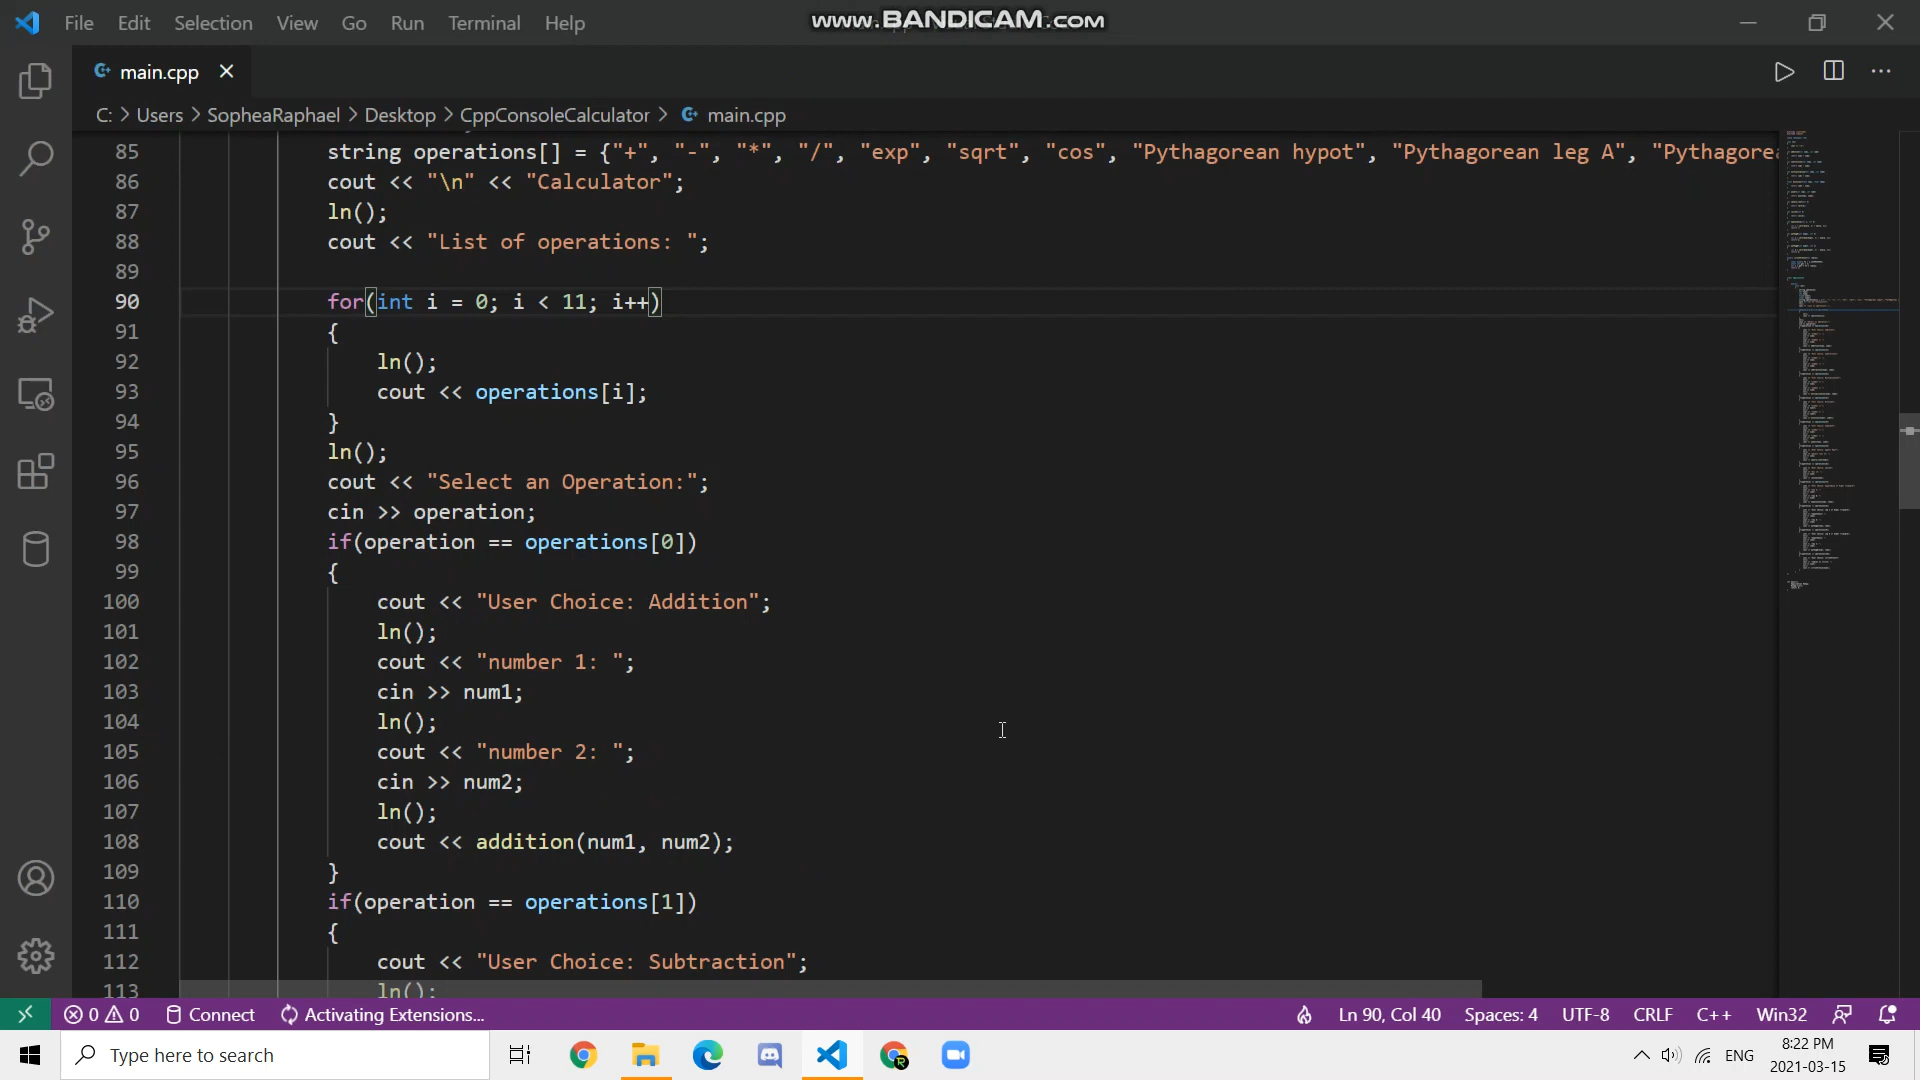 File Edit Selection View Go Run Terminal Help
www.BANDICAM.com
main.cpp
C: > Users > SopheaRaphael > Desktop > CppConsoleCalculator > main.cpp
85 string operations[] = {"+", "-", "*", "/", "exp", "sqrt", "cos", "Pythagorean hypot", "Pythagorean leg A", "Pythagorea
86 cout << "\n" << "Calculator";
87 ln();
88 cout << "List of operations: ";
89
90 for(int i = 0; i < 11; i++)
91 {
92 ln();
93 cout << operations[i];
94 }
95 ln();
96 cout << "Select an Operation:";
97 cin >> operation;
98 if(operation == operations[0])
99 {
100 cout << "User Choice: Addition";
101 ln();
102 cout << "number 1: ";
103 cin >> num1;
104 ln();
105 cout << "number 2: ";
106 cin >> num2;
107 ln();
108 cout << addition(num1, num2);
109 }
110 if(operation == operations[1])
111 {
112 cout << "User Choice: Subtraction";
113 ln();
0 0 Connect Activating Extensions... Ln 90, Col 40 Spaces: 4 UTF-8 CRLF C++ Win32
Type here to search
ENG
8:22 PM
2021-03-15